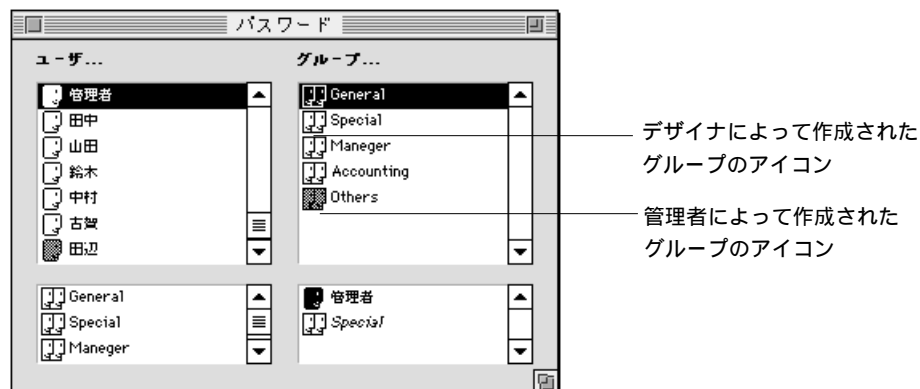 パスワード
ユーザ...
管理者
田中
山田
鈴木
中村
古賀
田辺
General
Special
Maneger
グループ...
General
Special
Maneger
Accounting
Others
管理者
Special
デザイナによって作成された
グループのアイコン
管理者によって作成された
グループのアイコン